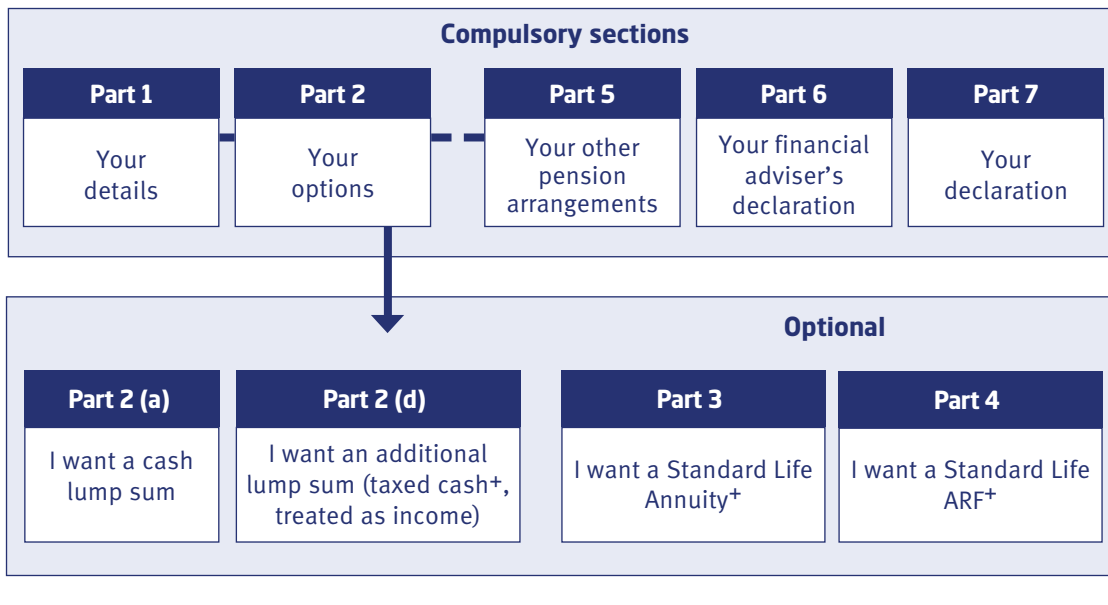 Compulsory sections
Part 1
Your
details
Part 2
Your
options
Part 5
Your other
pension
arrangements
Part 6
Your financial
adviser's
declaration
Part 7
Your
declaration
Optional
Part 2 (a)
I want a cash
lump sum
Part 2 (d)
I want an additional
lump sum (taxed cash+,
treated as income)
Part 3
I want a Standard Life
Annuity+
Part 4
I want a Standard Life
ARF+